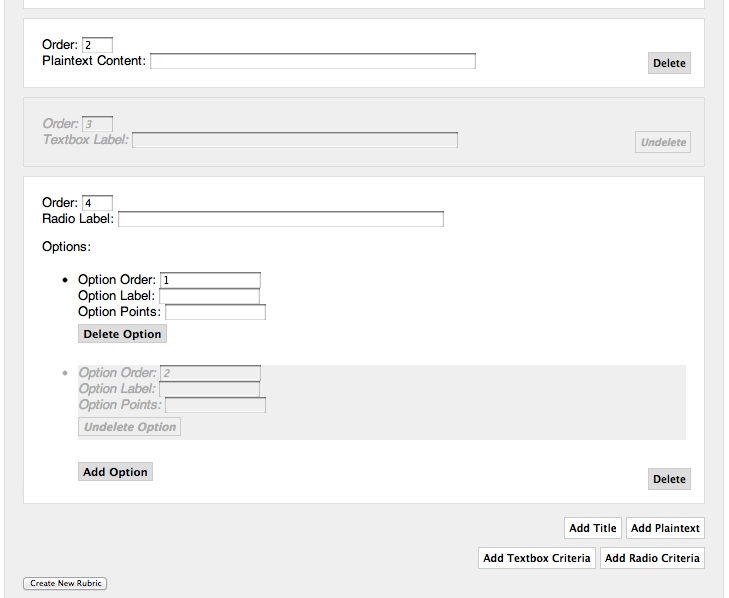 Order: 2
Plaintext Content:
Delete
Order: 3
Textbox Label:
Undelete
Order: 4
Radio Label:
Options:
• Option Order: 1
Option Label:
Option Points:
Delete Option
• Option Order: 2
Option Label:
Option Points:
Undelete Option
Add Option
Delete
Add Title Add Plaintext
Add Textbox Criteria Add Radio Criteria
Create New Rubric